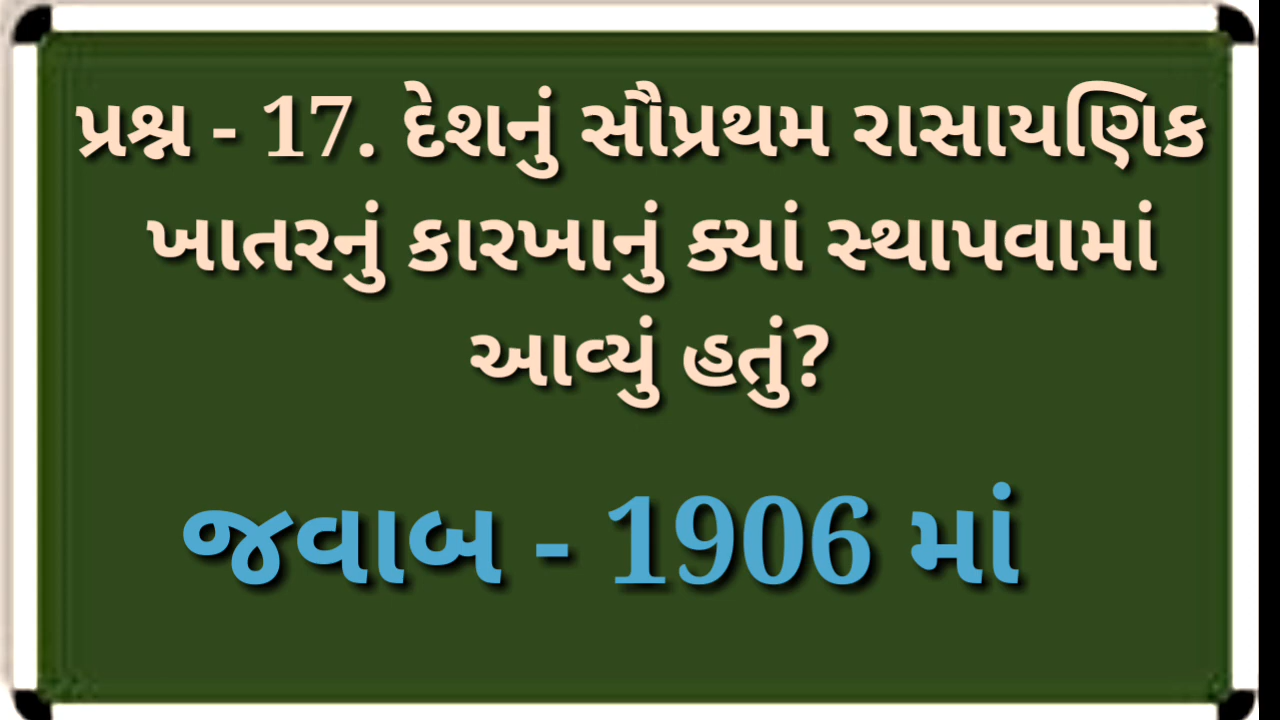 પ્રશ્ન - 17. દેશનું સૌપ્રથમ રાસાયણિક
ખાતરનું કારખાનું ક્યાં સ્થાપવામાં
આવ્યું હતું?
જવાબ - 1906 માં